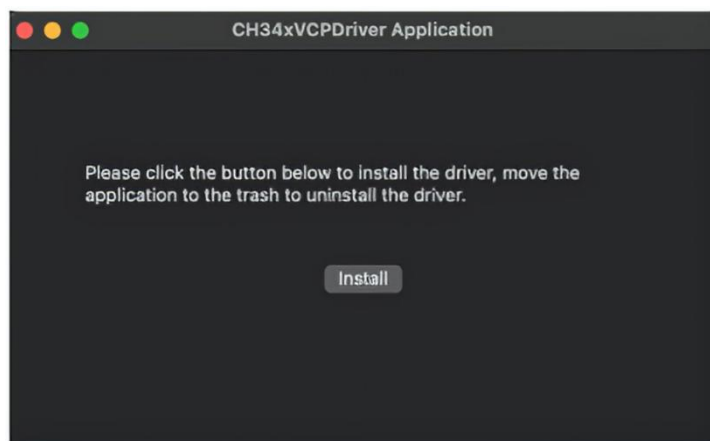 CH34xVCPDriver Application
Please click the button below to install the driver, move the
application to the trash to uninstall the driver.
Install